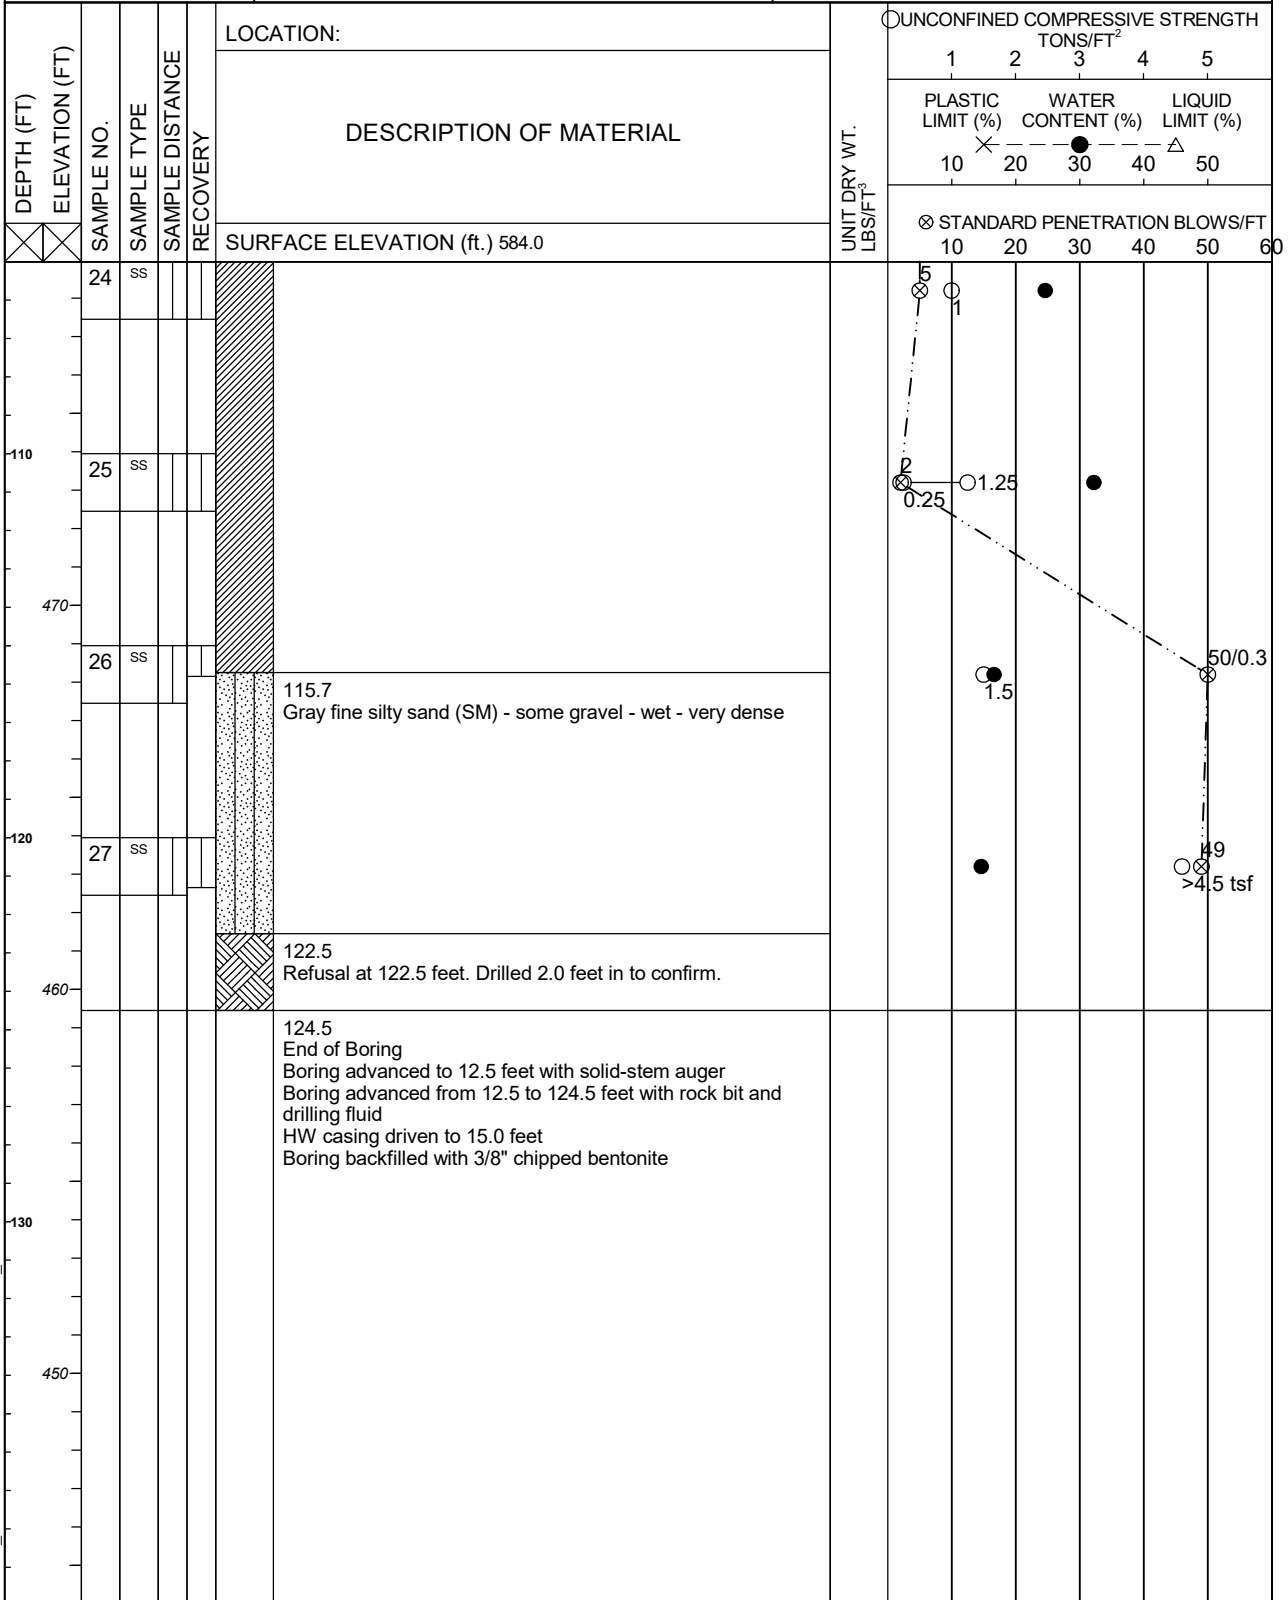 DEPTH (FT)
ELEVATION (FT)
SAMPLE NO.
SAMPLE TYPE
SAMPLE DISTANCE
RECOVERY
LOCATION:
DESCRIPTION OF MATERIAL
SURFACE ELEVATION (ft.) 584.0
UNIT DRY WT.
LBS/FT³
UNCONFINED COMPRESSIVE STRENGTH
TONS/FT²
1 2 3 4 5
PLASTIC WATER LIQUID
LIMIT (%) CONTENT (%) LIMIT (%)
10 20 30 40 50
⊗ STANDARD PENETRATION BLOWS/FT
10 20 30 40 50 60
24 SS
5
1
110
25 SS
2
1.25
0.25
470
26 SS
50/0.3
1.5
115.7
Gray fine silty sand (SM) - some gravel - wet - very dense
120
27 SS
49
>4.5 tsf
122.5
Refusal at 122.5 feet. Drilled 2.0 feet in to confirm.
460
124.5
End of Boring
Boring advanced to 12.5 feet with solid-stem auger
Boring advanced from 12.5 to 124.5 feet with rock bit and
drilling fluid
HW casing driven to 15.0 feet
Boring backfilled with 3/8" chipped bentonite
130
450